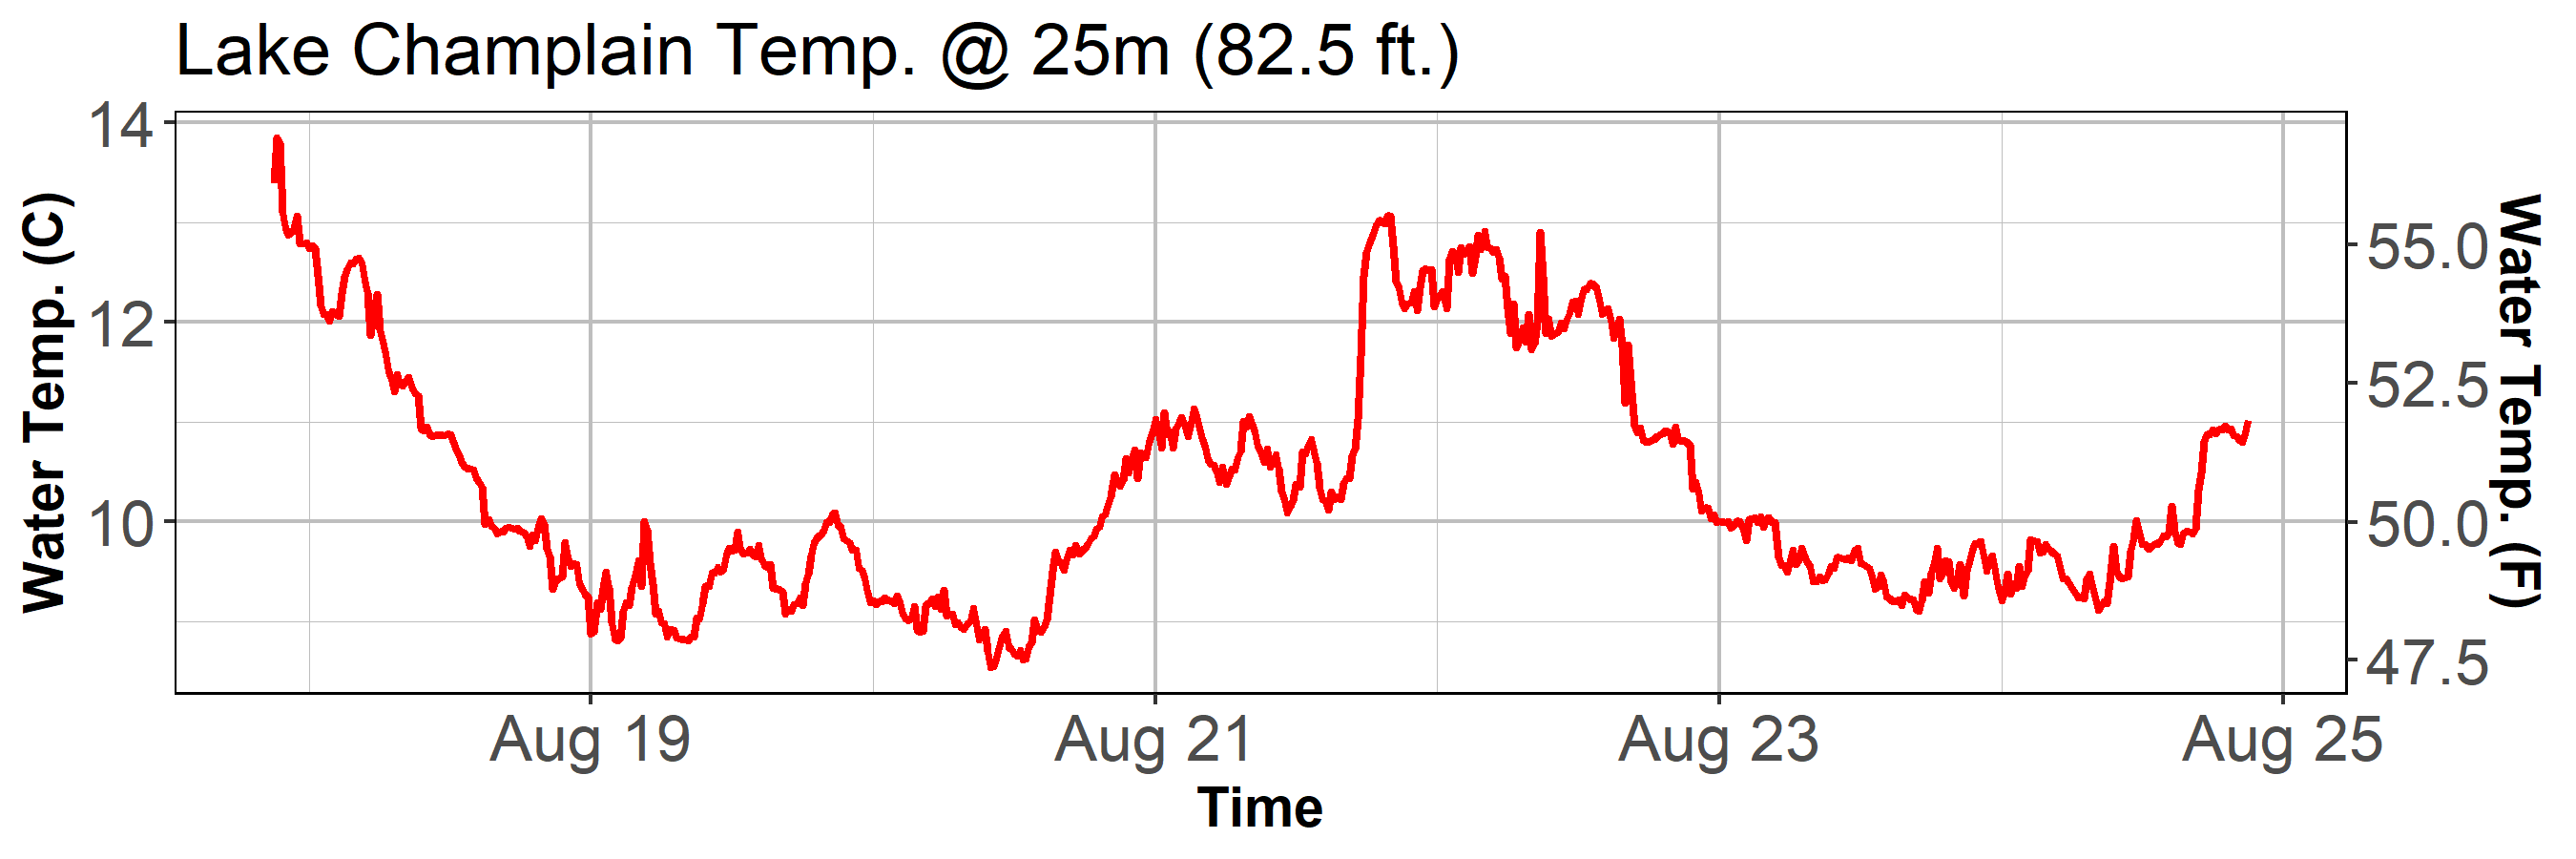 Lake Champlain Temp. @ 25m (82.5 ft.)
Water Temp. (C)
14
12
10
55.0
52.5
50.0
47.5
Water Temp. (F)
Aug 19
Aug 21
Aug 23
Aug 25
Time